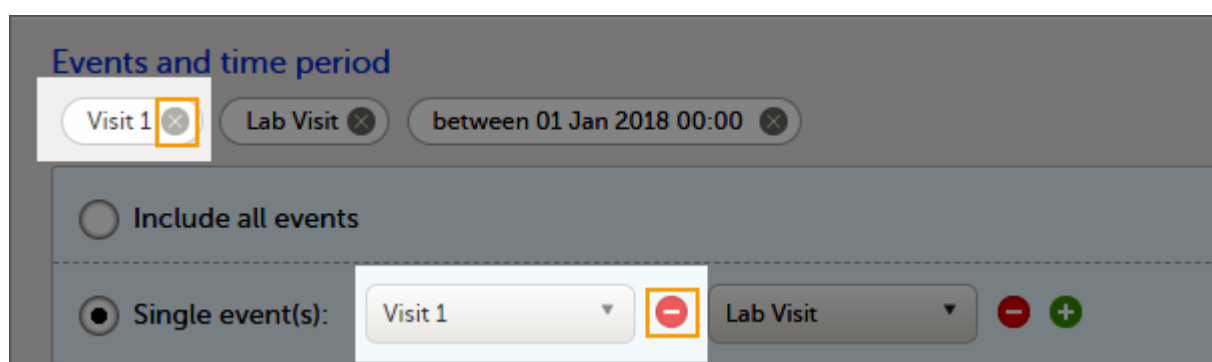 Events and time period
Visit 1 Lab Visit between 01 Jan 2018 00:00
Include all events
Single event(s): Visit 1 Lab Visit